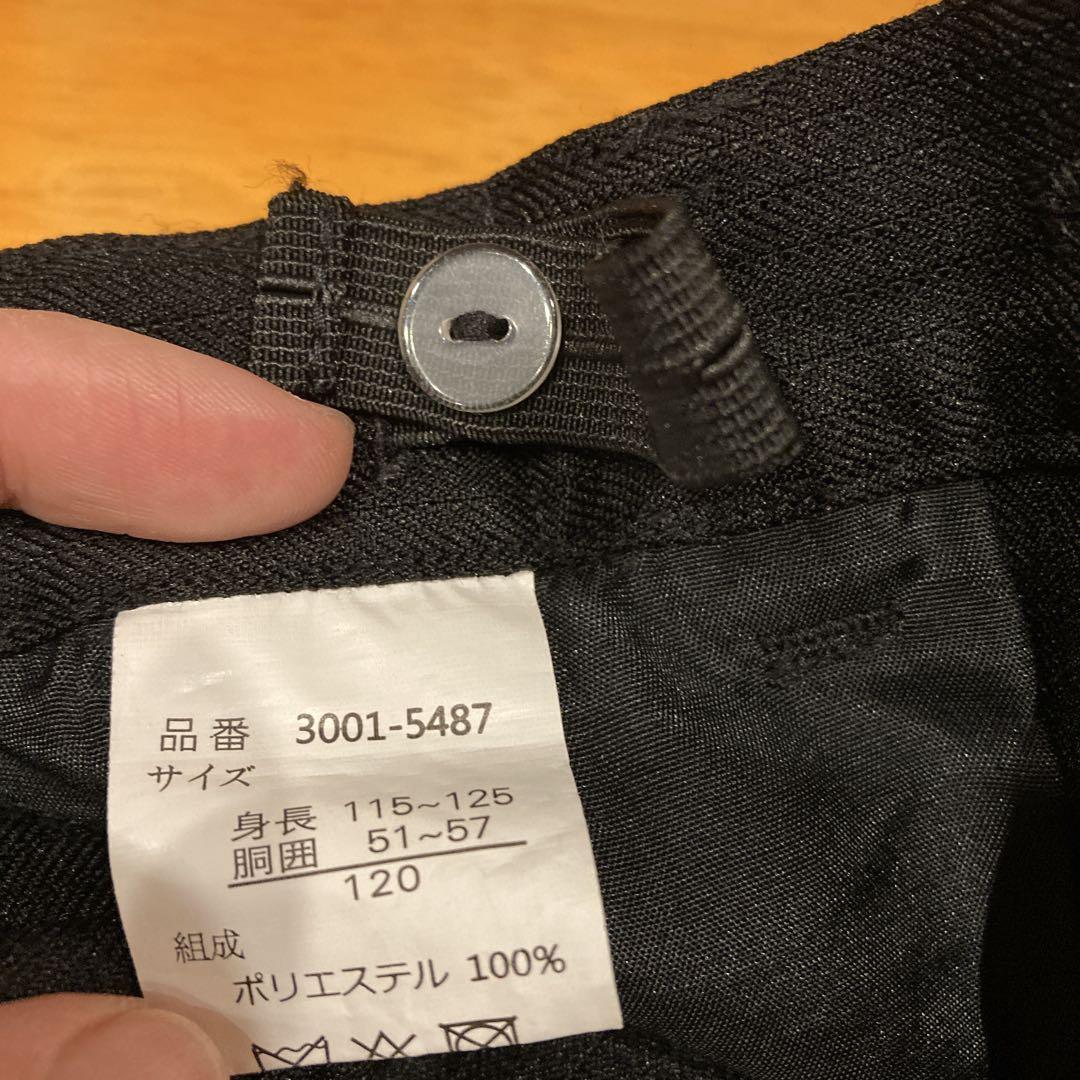 品番 3001-5487
サイズ
身長 115~125
胴囲 51~57
120
組成
ポリエステル 100%